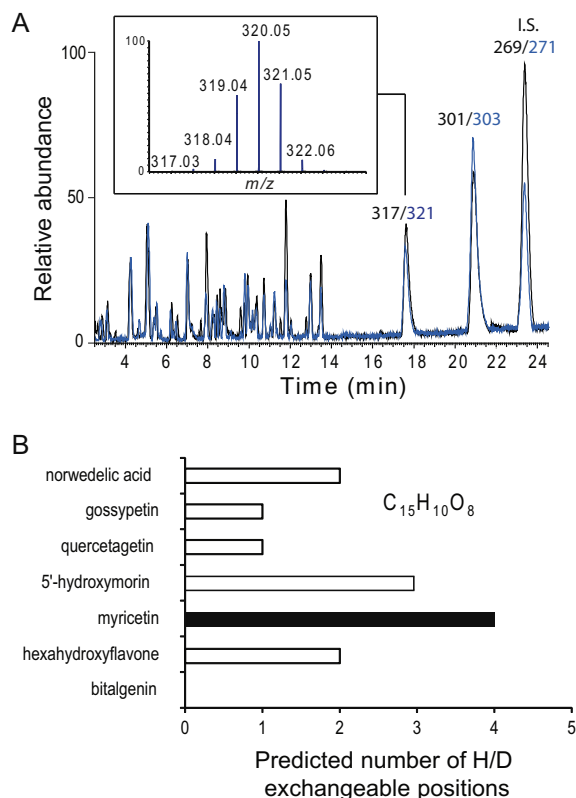 A
I.S.
269/271
301/303
317/321
100
50
0
Relative abundance
100
0
317.03
318.04
319.04
320.05
321.05
322.06
m/z
4 6 8 10 12 14 16 18 20 22 24
Time (min)
B
C15H10O8
norwedelic acid
gossypetin
quercetagetin
5'-hydroxymorin
myricetin
hexahydroxyflavone
bitalgenin
0 1 2 3 4 5
Predicted number of H/D
exchangeable positions